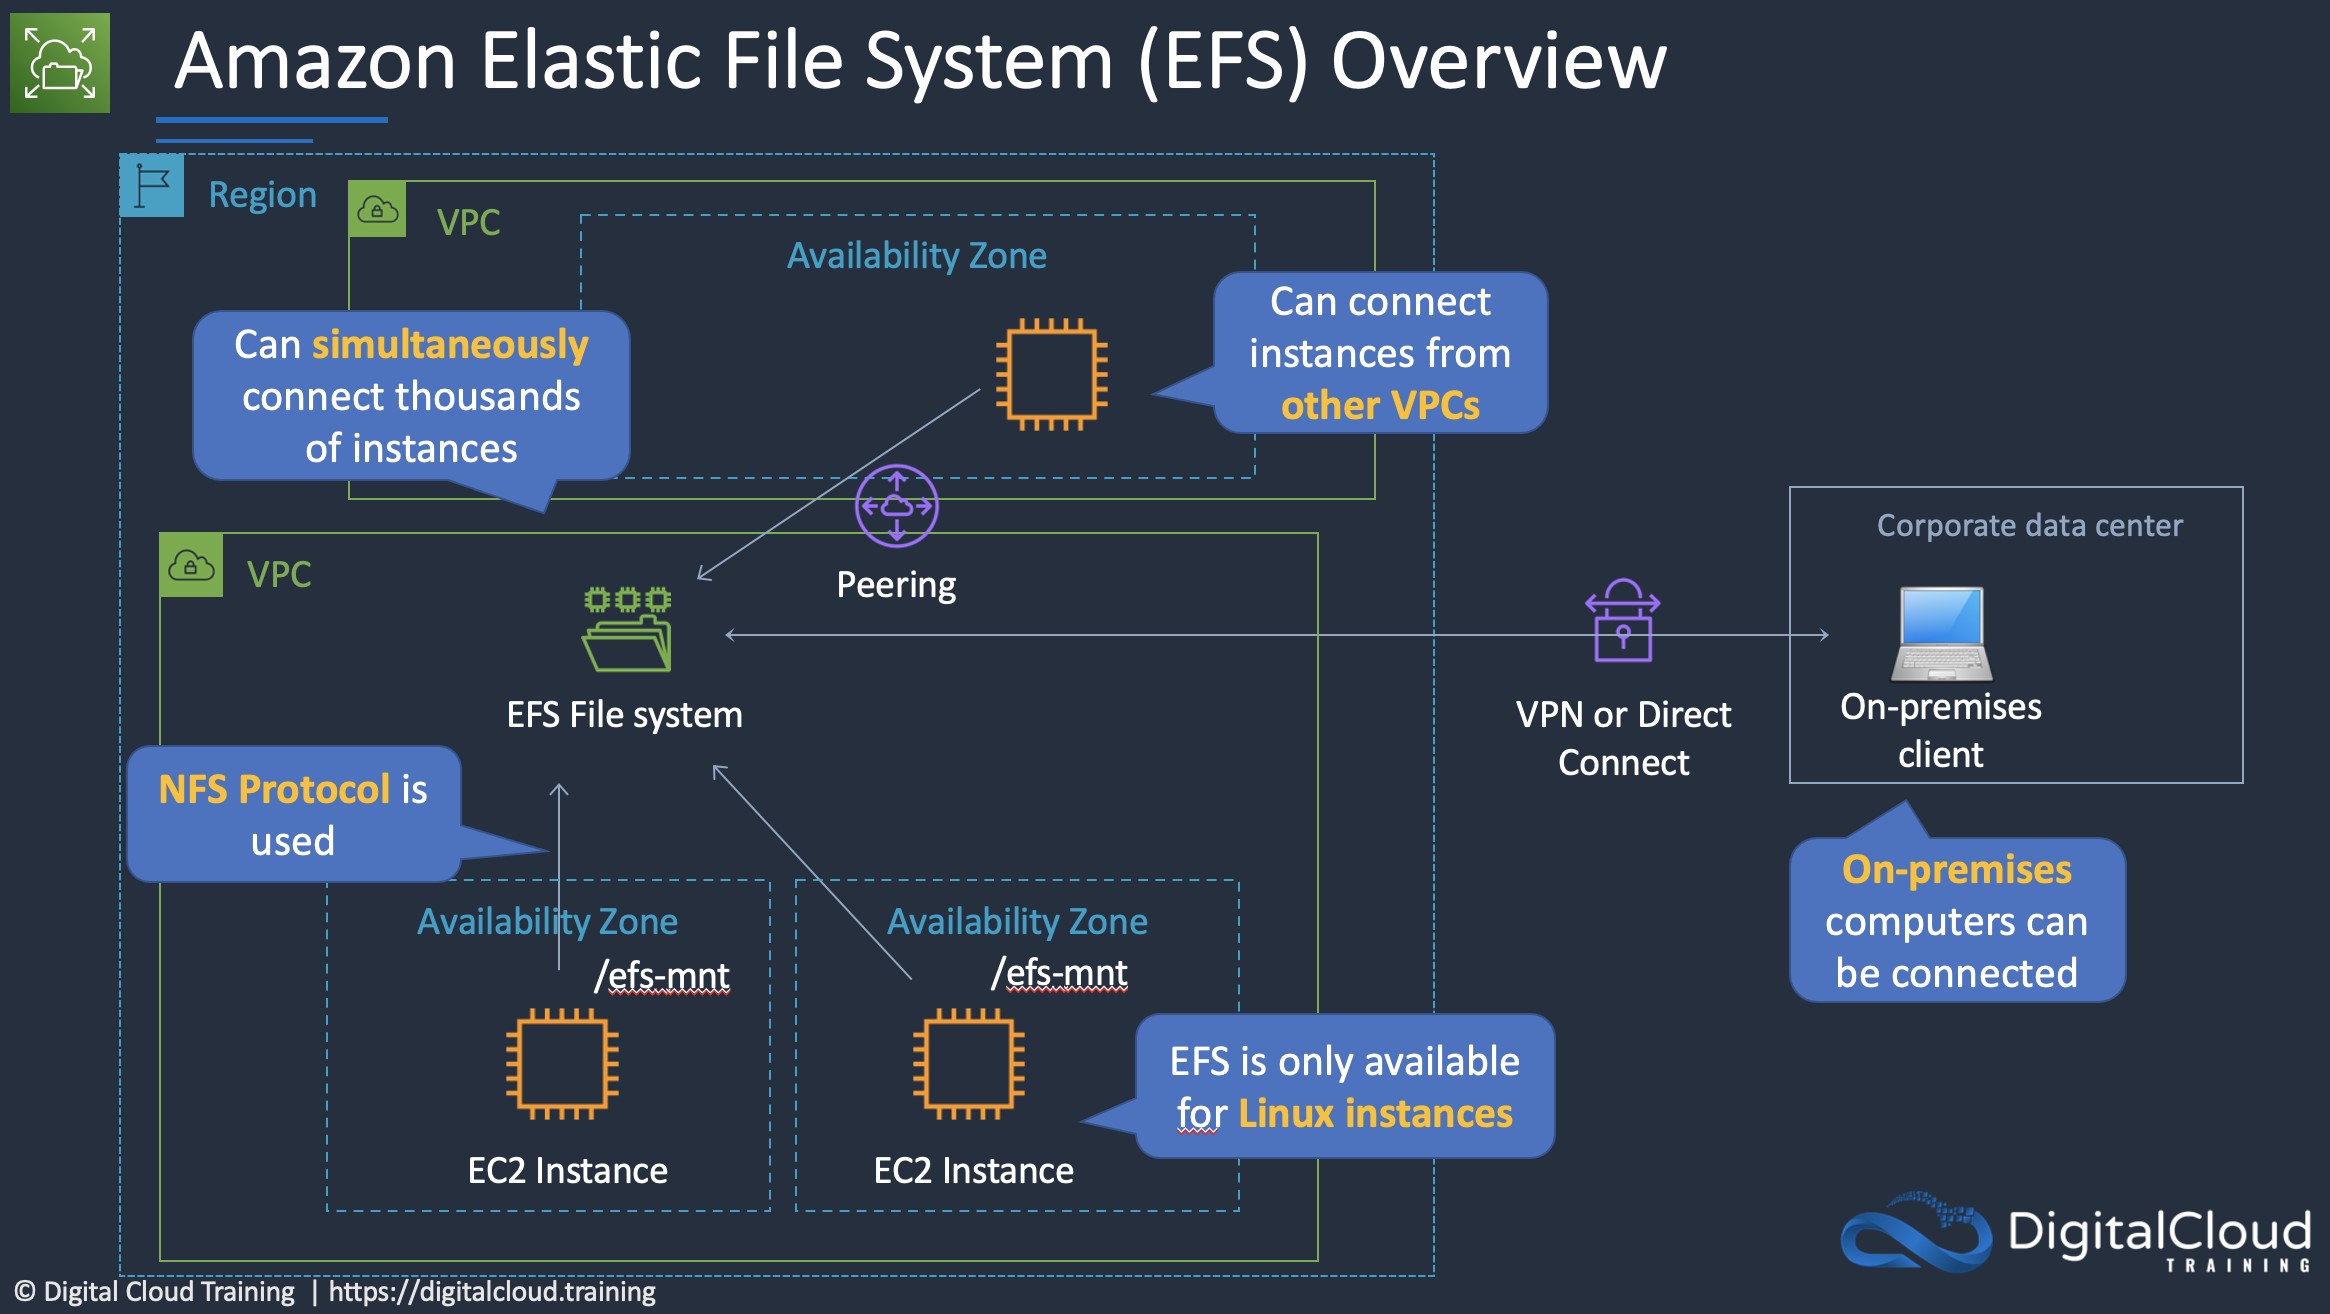 Amazon Elastic File System (EFS) Overview
Region
VPC
Availability Zone
Can simultaneously
connect thousands
of instances
Can connect
instances from
other VPCs
Peering
VPC
EFS File system
NFS Protocol is
used
VPN or Direct
Connect
Corporate data center
On-premises
client
On-premises
computers can
be connected
Availability Zone
/efs-mnt
EC2 Instance
Availability Zone
/efs-mnt
EC2 Instance
EFS is only available
for Linux instances
DigitalCloud
TRAINING
© Digital Cloud Training | https://digitalcloud.training